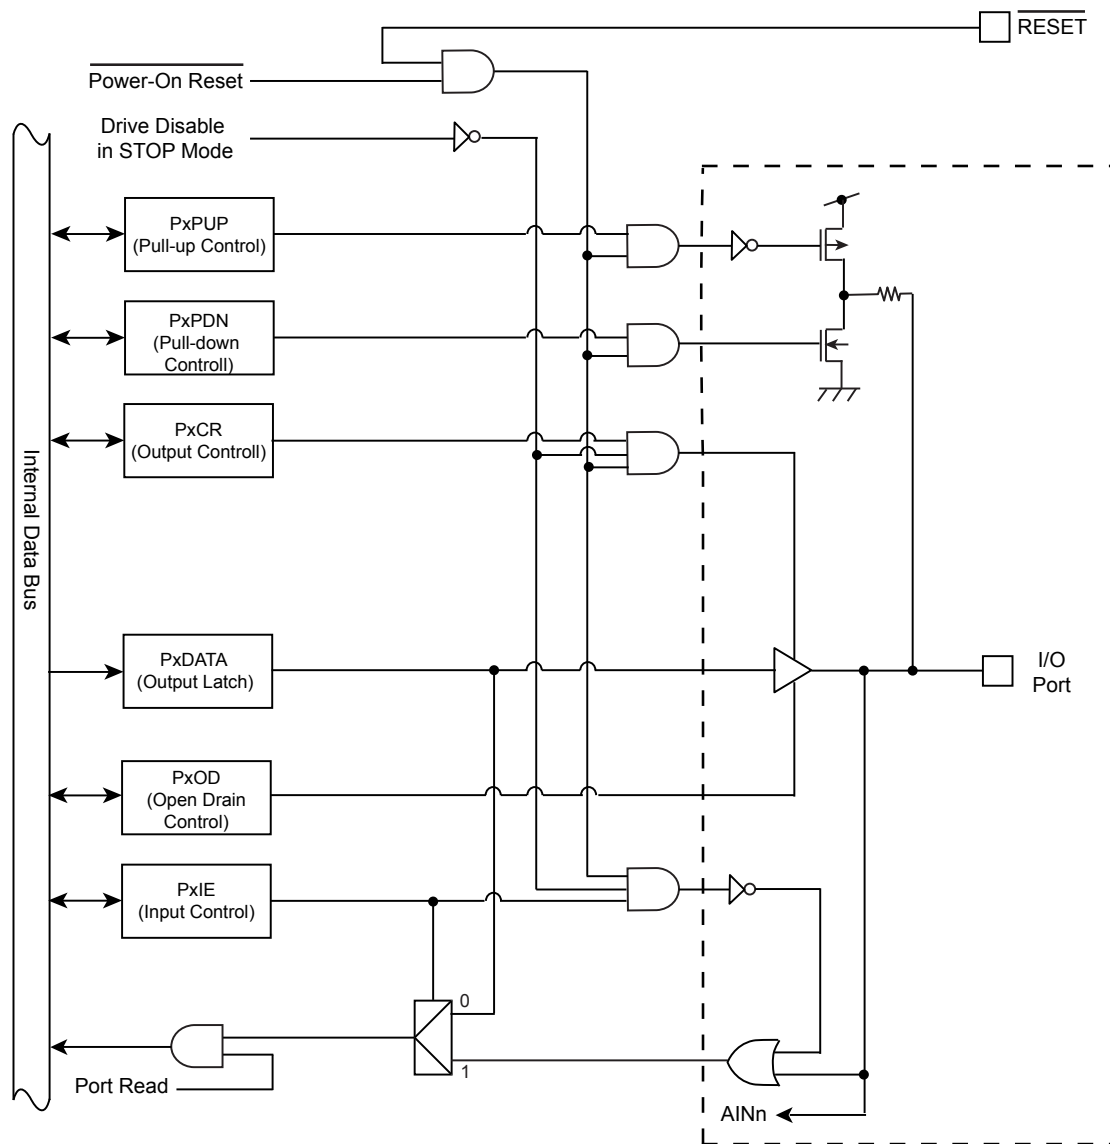 RESET
Power-On Reset
Drive Disable
in STOP Mode
PxPUP
(Pull-up Control)
PxPDN
(Pull-down
Controll)
PxCR
(Output Controll)
Internal Data Bus
PxDATA
(Output Latch)
I/O
Port
PxOD
(Open Drain
Control)
PxIE
(Input Control)
0
1
Port Read
AINn